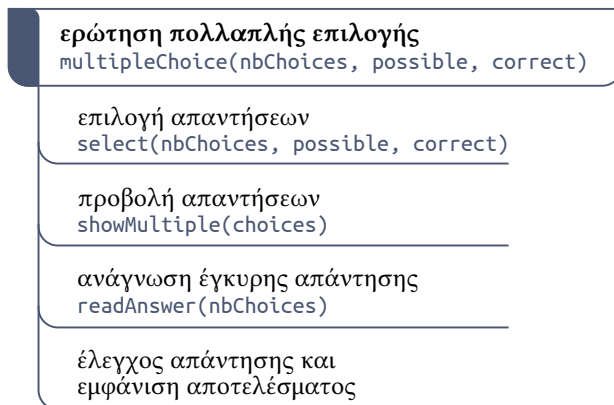 ερώτηση πολλαπλής επιλογής
multipleChoice(nbChoices, possible, correct)
επιλογή απαντήσεων
select(nbChoices, possible, correct)
προβολή απαντήσεων
showMultiple(choices)
ανάγνωση έγκυρης απάντησης
readAnswer(nbChoices)
έλεγχος απάντησης και
εμφάνιση αποτελέσματος